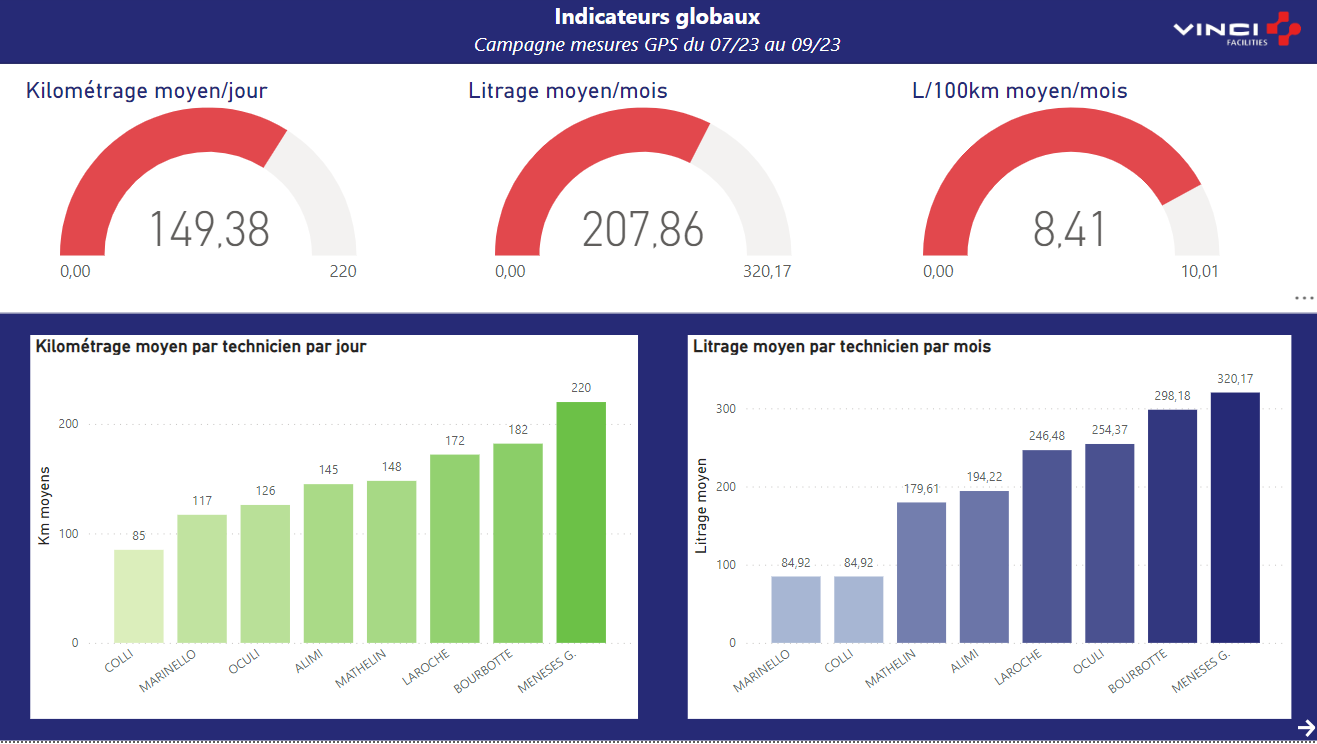 Indicateurs globaux
Campagne mesures GPS du 07/23 au 09/23
VINCI
FACILITIES
Kilométrage moyen/jour
Litrage moyen/mois
L/100km moyen/mois
149,38
207,86
8,41
0,00
220
0,00
320,17
0,00
10,01
Kilométrage moyen par technicien par jour
Km moyens
200
100
0
85
117
126
145
148
172
182
220
COLLI
MARINELLO
OCULI
ALIMI
MATHELIN
LAROCHE
BOURBOTTE
MENESES G.
Litrage moyen par technicien par mois
Litrage moyen
300
200
100
0
84,92
84,92
179,61
194,22
246,48
254,37
298,18
320,17
MARINELLO
COLLI
MATHELIN
ALIMI
LAROCHE
OCULI
BOURBOTTE
MENESES G.